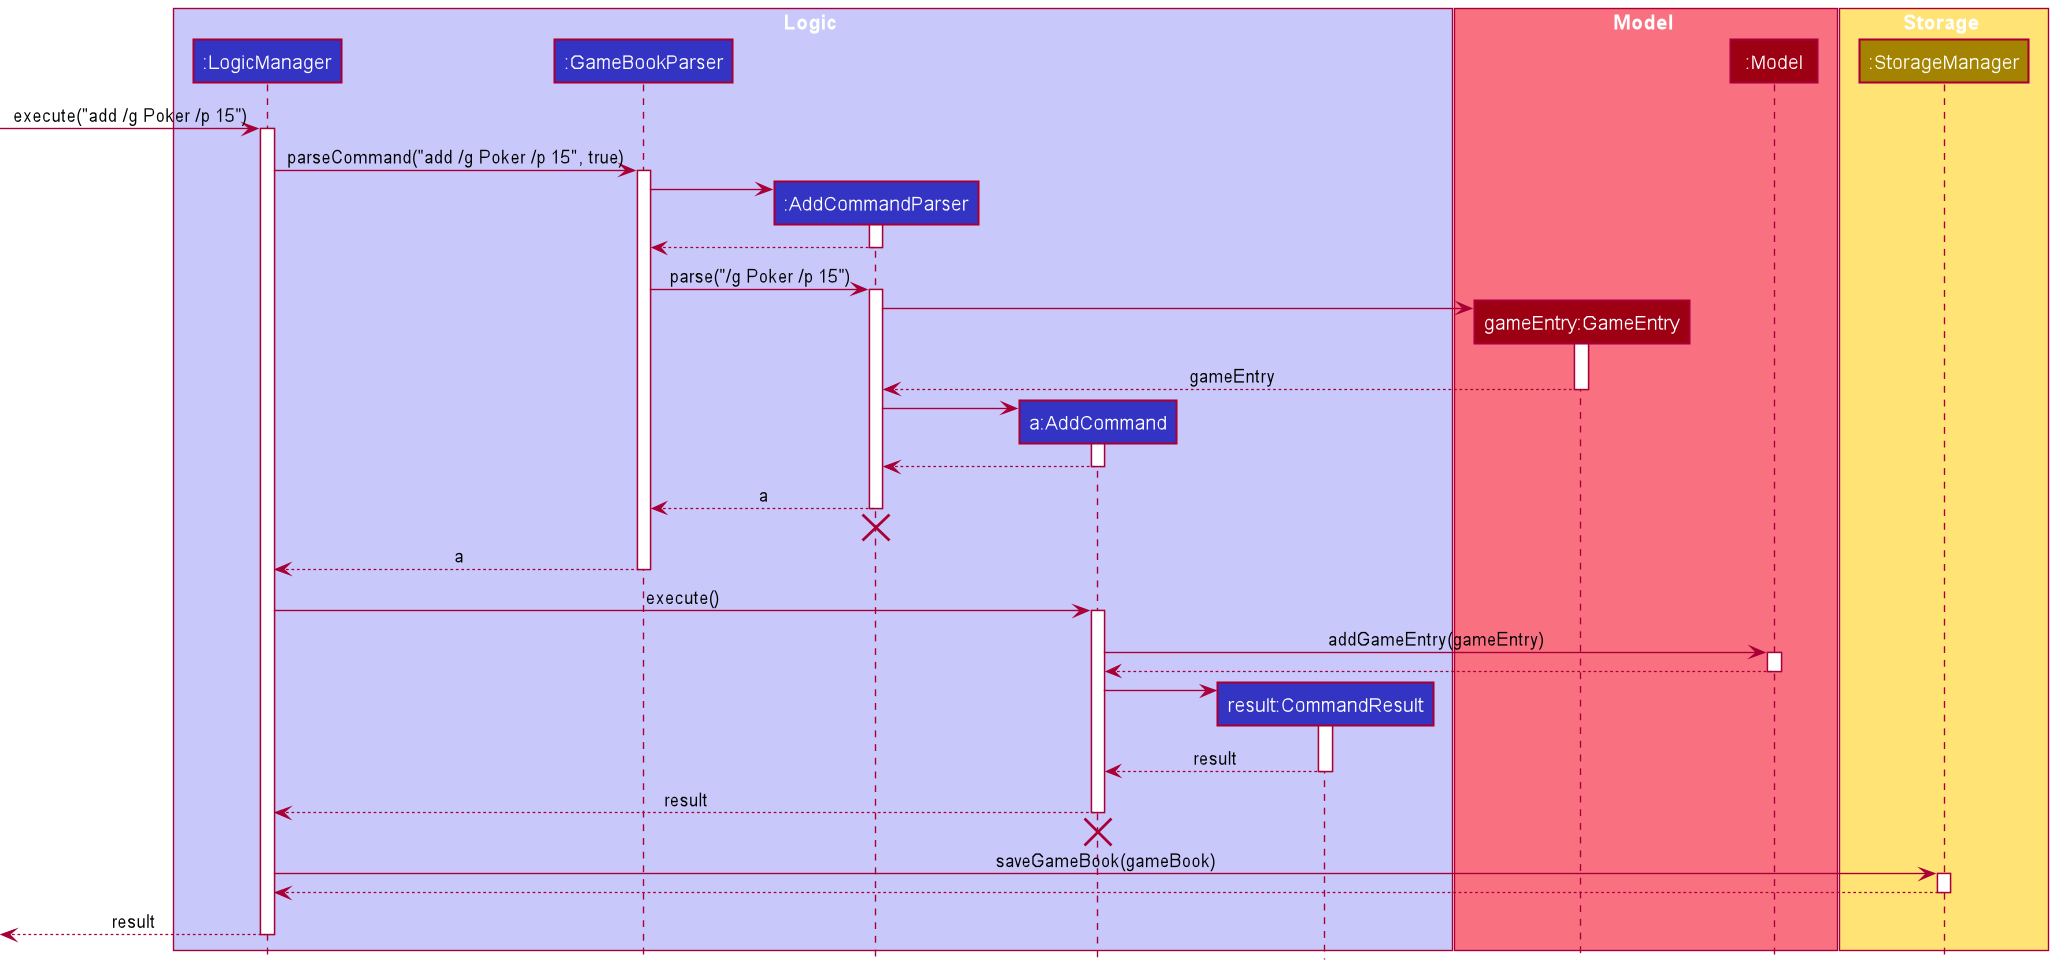 Logic
Model
Storage
:LogicManager
:GameBookParser
:Model
:StorageManager
execute("add /g Poker /p 15")
parseCommand("add /g Poker /p 15", true)
:AddCommandParser
parse("/g Poker /p 15")
gameEntry:GameEntry
gameEntry
a:AddCommand
a
a
execute()
addGameEntry(gameEntry)
result:CommandResult
result
result
saveGameBook(gameBook)
result